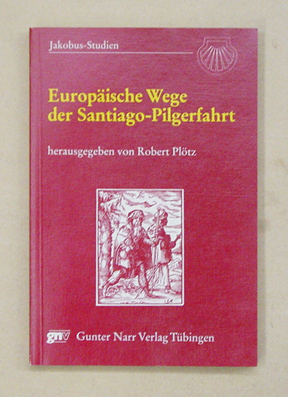 Jakobus-Studien
Europäische Wege
der Santiago-Pilgerfahrt
herausgegeben von Robert Plötz
gnv Gunter Narr Verlag Tübingen